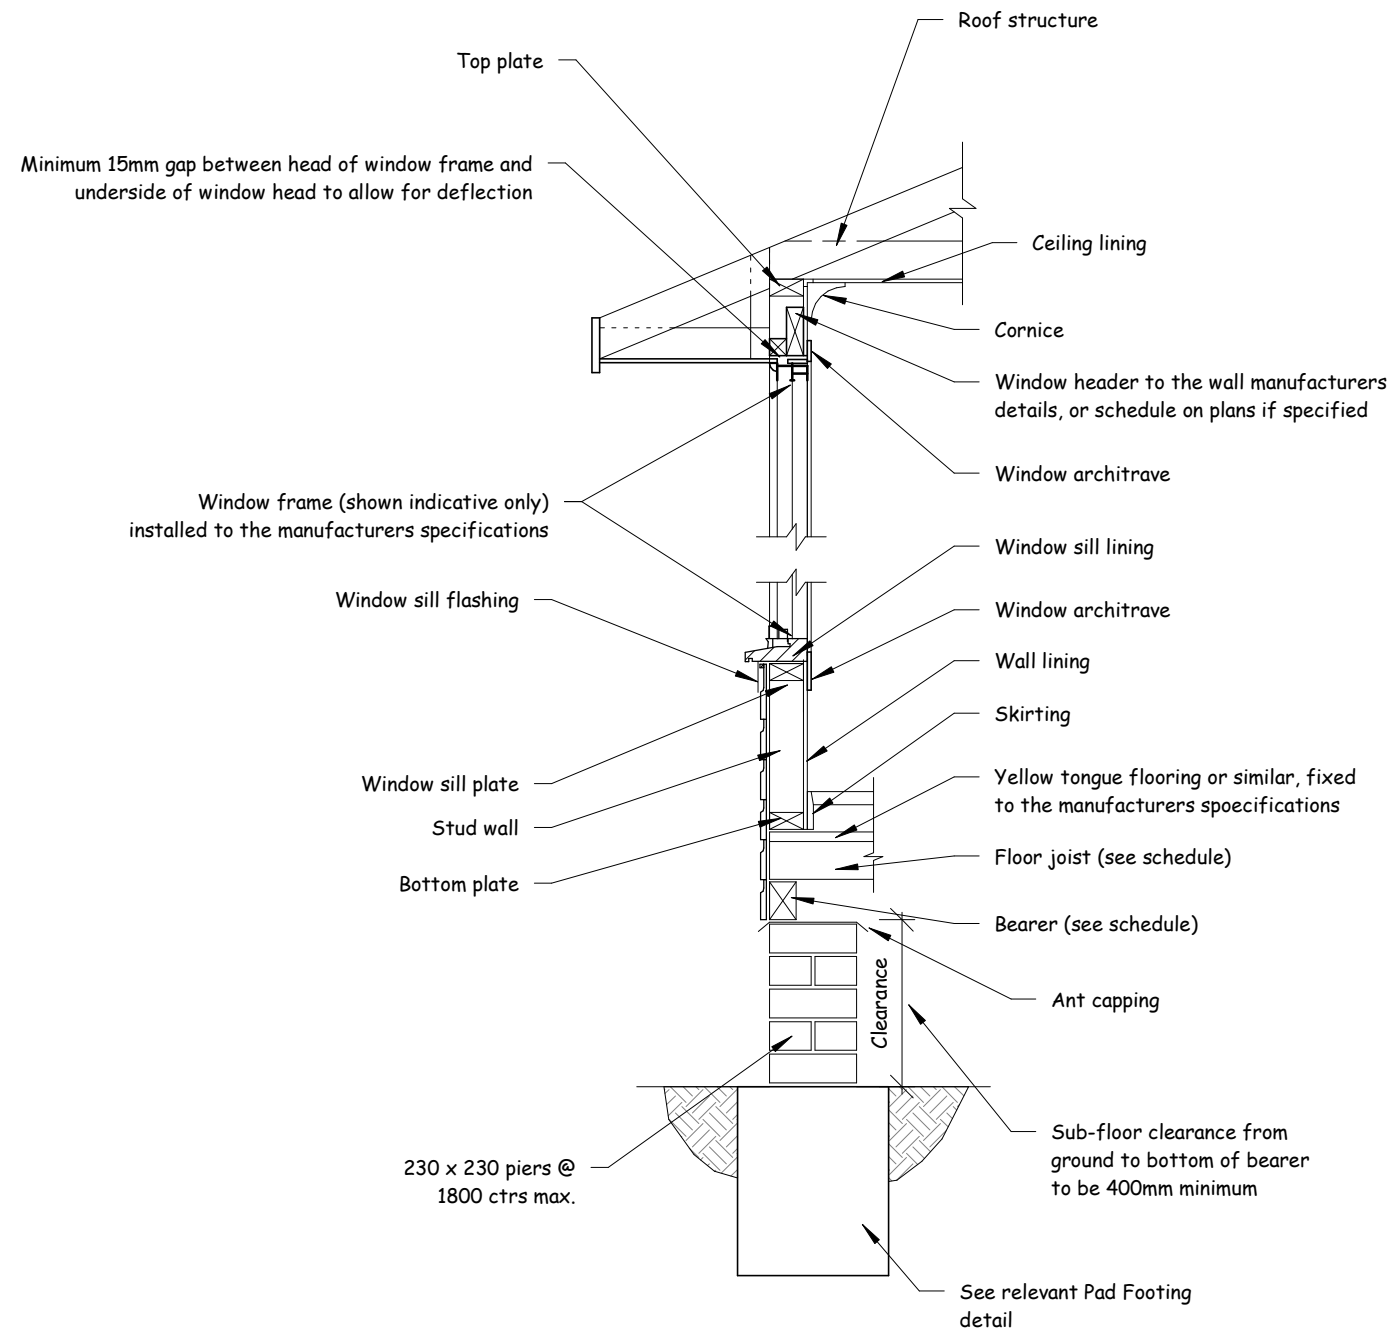 Roof structure
Top plate
Minimum 15mm gap between head of window frame and
underside of window head to allow for deflection
Ceiling lining
Cornice
Window header to the wall manufacturers
details, or schedule on plans if specified
Window architrave
Window frame (shown indicative only)
installed to the manufacturers specifications
Window sill lining
Window sill flashing
Window architrave
Wall lining
Skirting
Window sill plate
Yellow tongue flooring or similar, fixed
to the manufacturers spoecifications
Stud wall
Floor joist (see schedule)
Bottom plate
Bearer (see schedule)
Clearance
Ant capping
Sub-floor clearance from
ground to bottom of bearer
to be 400mm minimum
230 x 230 piers @
1800 ctrs max.
See relevant Pad Footing
detail